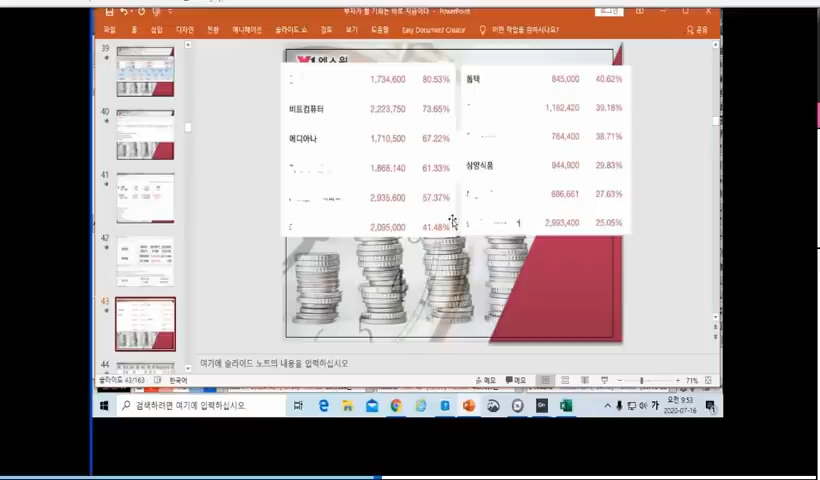 부자가 될 기회는 바로 지금이다 - PowerPoint
로그인
파일 홈 삽입 디자인 전환 애니메이션 슬라이드 쇼 검토 보기 도움말 Easy Document Creator 어떤 작업을 원하시나요? 공유
39
40
41
42
43
44
1,734,600 80.53% 톱텍 845,000 40.62%
비트컴퓨터 2,223,750 73.65% 1,182,420 39.18%
메디아나 1,710,500 67.22% 764,400 38.71%
1,868,140 61.33% 삼양식품 944,900 29.83%
2,935,600 57.37% 686,661 27.63%
2,095,000 41.48% 2,993,400 25.05%
여기에 슬라이드 노트의 내용을 입력하십시오
슬라이드 43/163 한국어 메모 메모 71%
검색하려면 여기에 입력하십시오. 가 오전 9:53
2020-07-16